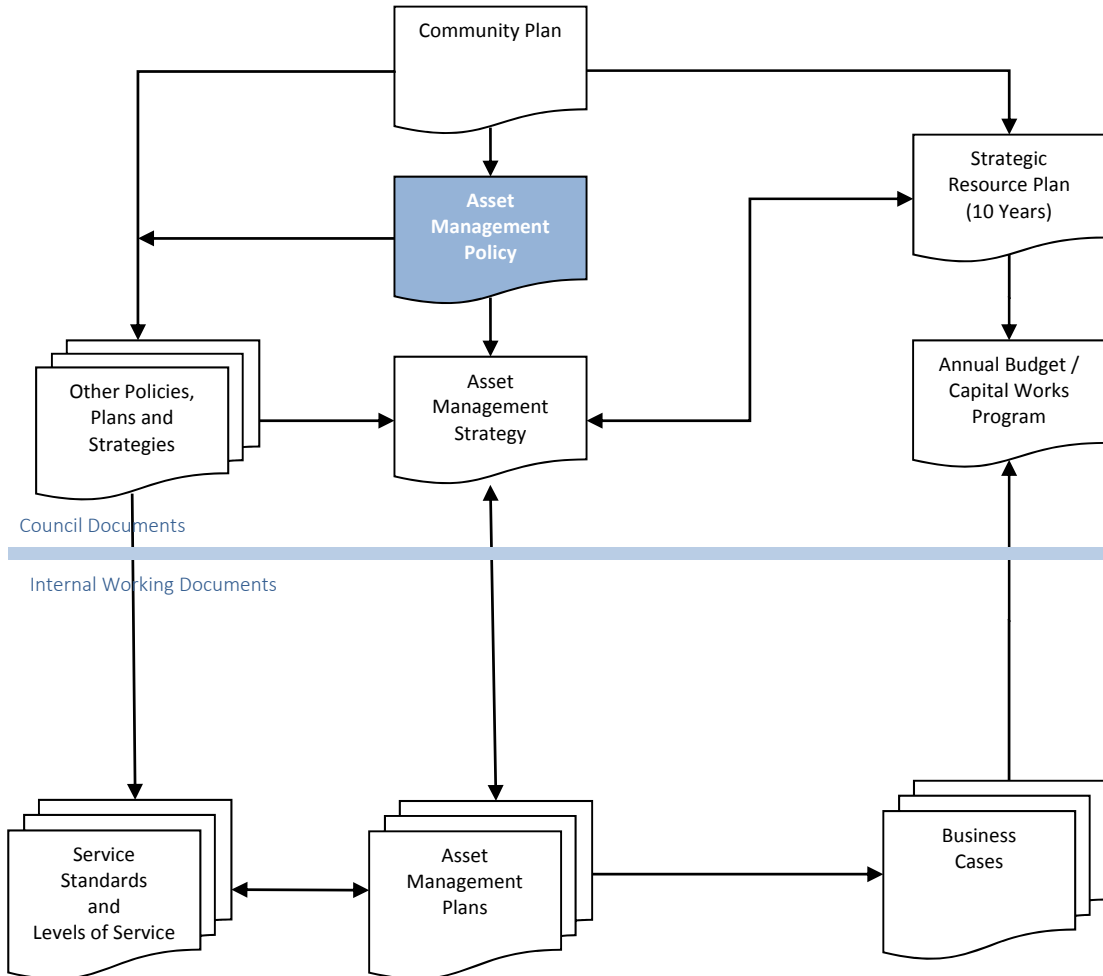 Community Plan
Asset
Management
Policy
Strategic
Resource Plan
(10 Years)
Other Policies,
Plans and
Strategies
Asset
Management
Strategy
Annual Budget /
Capital Works
Program
Council Documents
Internal Working Documents
Service
Standards
and
Levels of Service
Asset
Management
Plans
Business
Cases